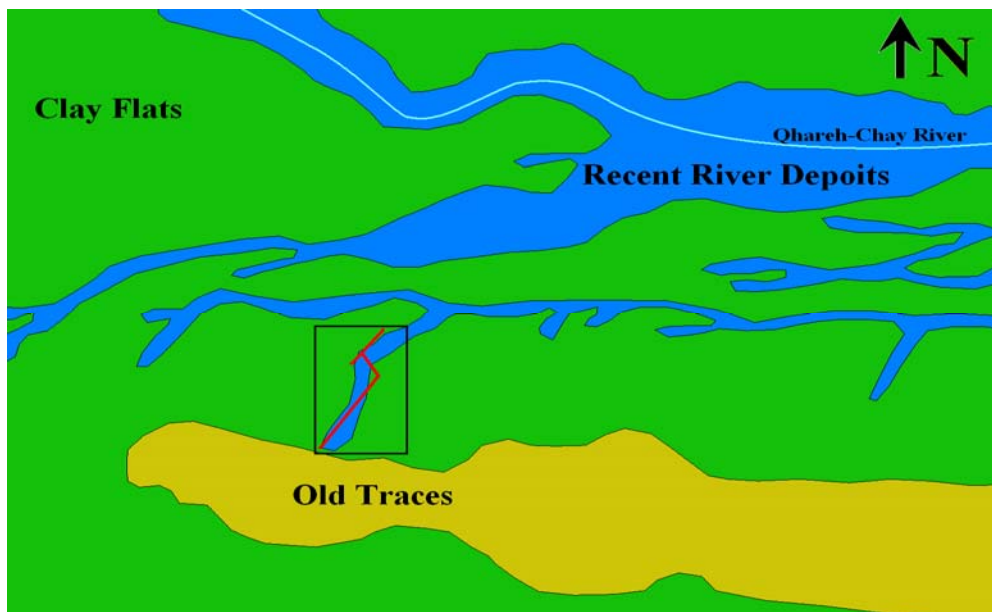 N
Clay Flats
Qhareh-Chay River
Recent River Depoits
Old Traces